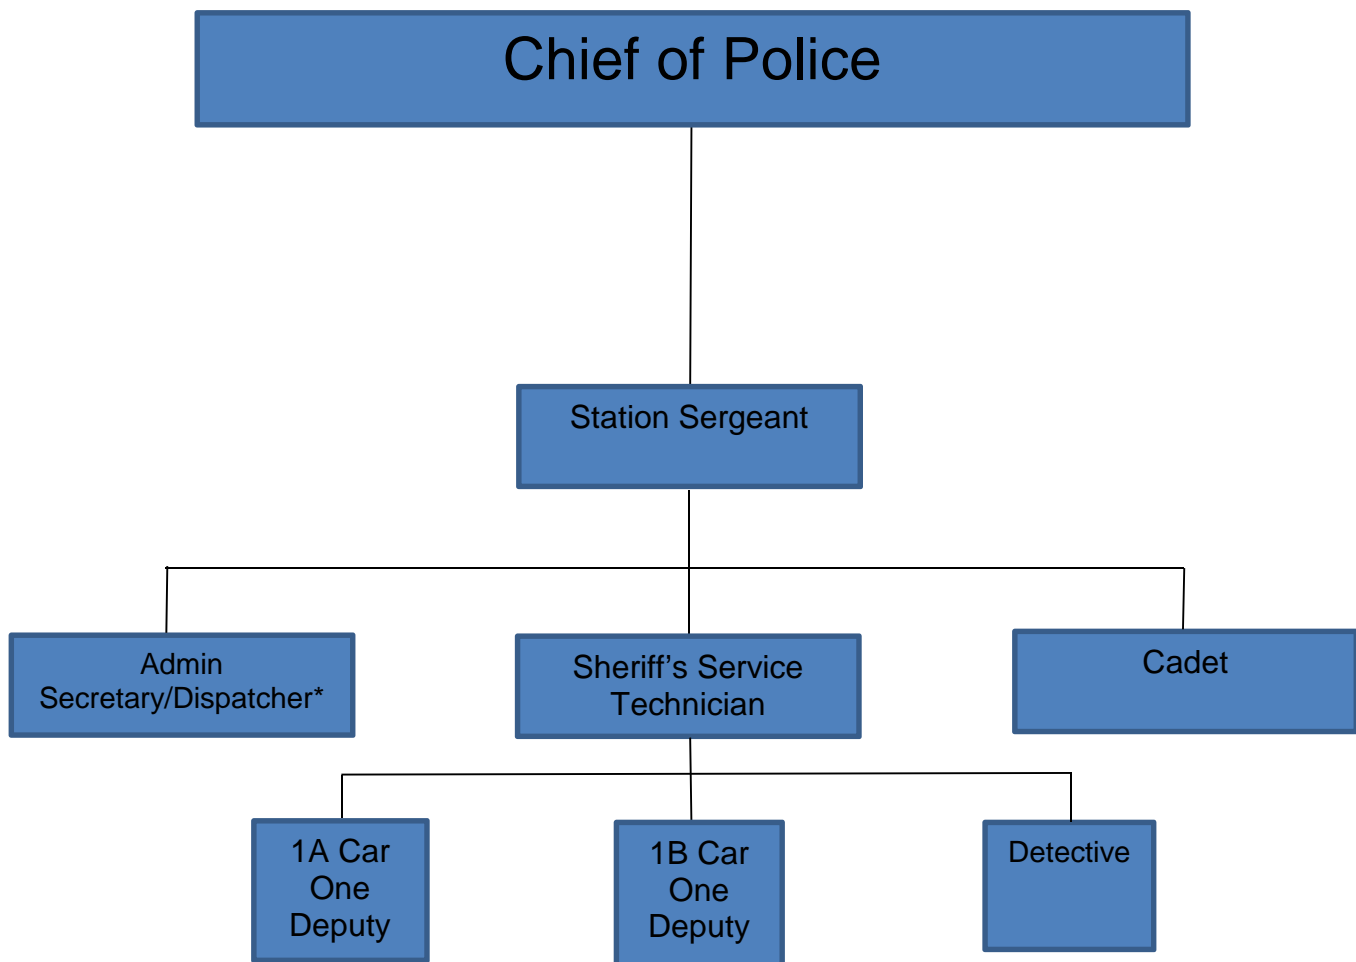 Chief of Police
Station Sergeant
Admin
Secretary/Dispatcher*
Sheriff’s Service
Technician
Cadet
1A Car
One
Deputy
1B Car
One
Deputy
Detective